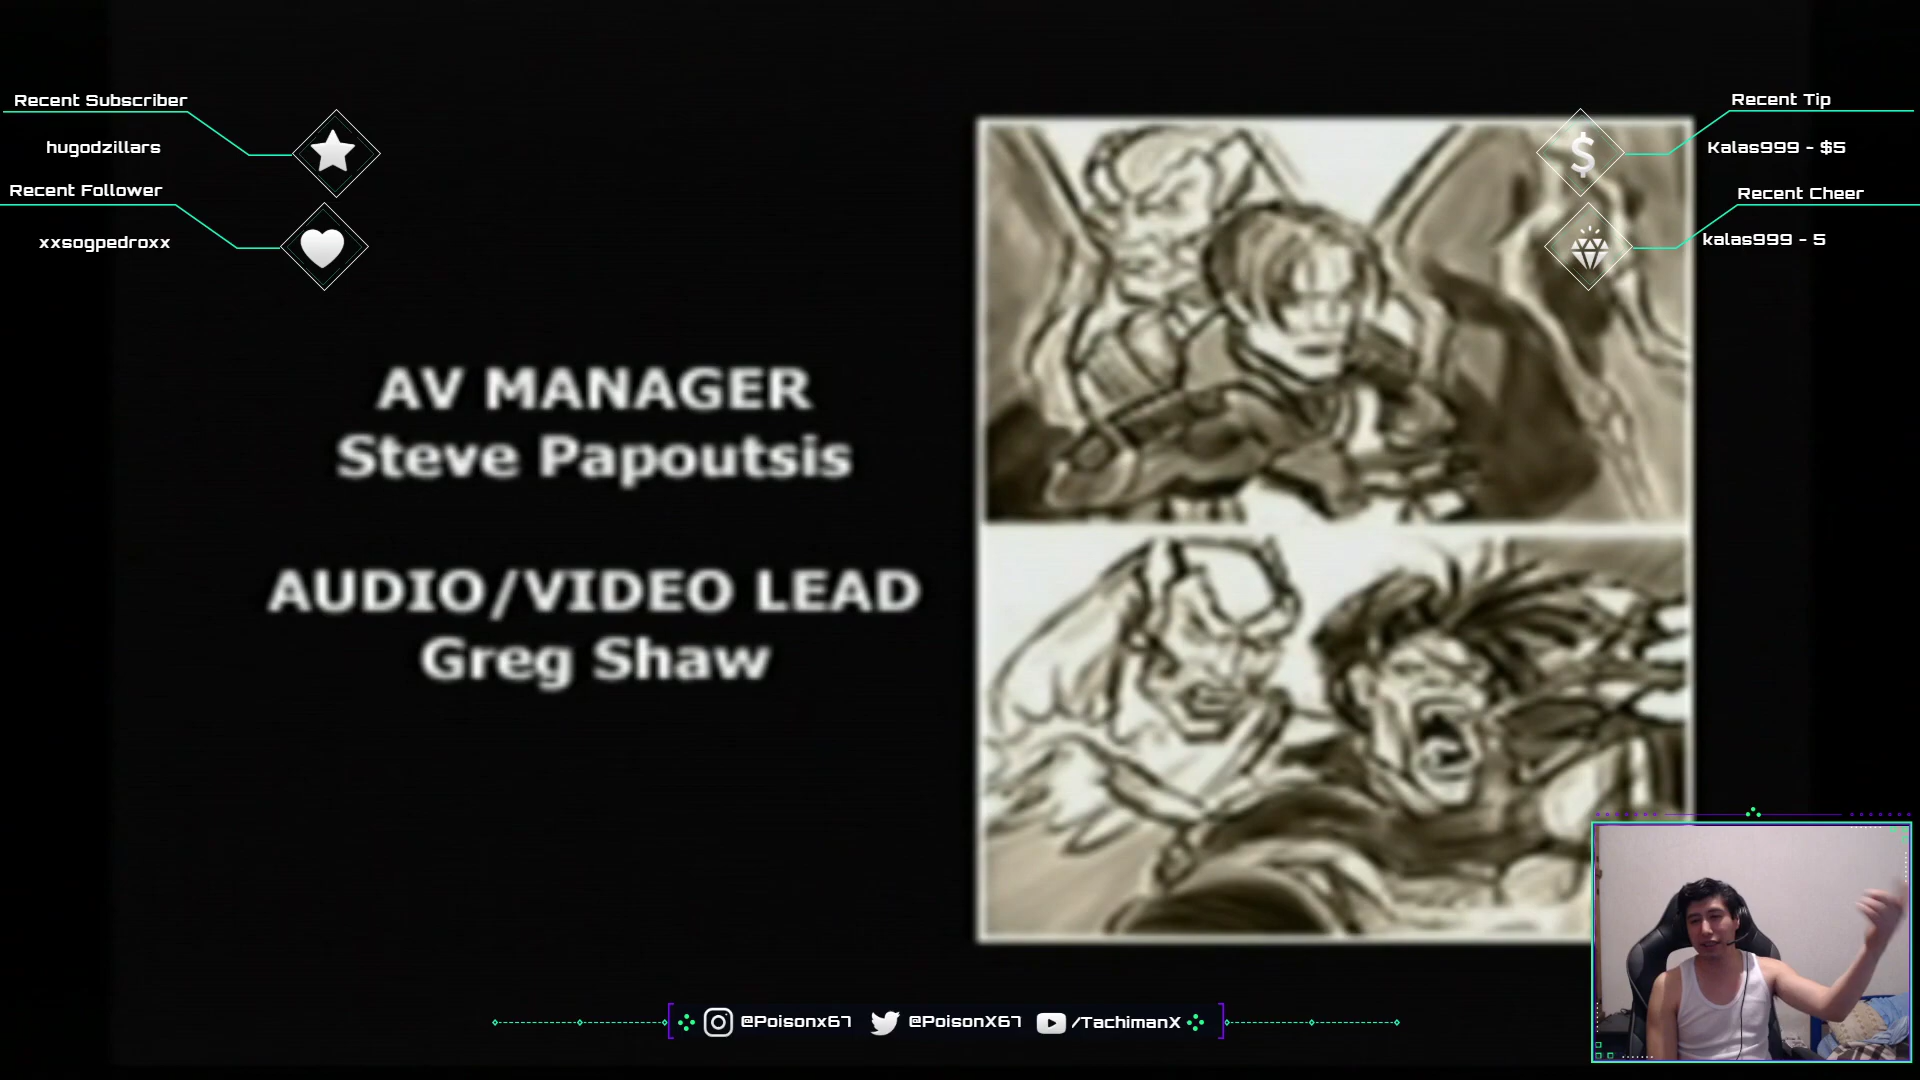 Recent Subscriber
hugodzillars
Recent Follower
xxsogpedroxx
Recent Tip
Kalas999 - $5
Recent Cheer
kalas999 - 5
AV MANAGER
Steve Papoutsis
AUDIO/VIDEO LEAD
Greg Shaw
@Poisonx67 @PoisonX67 /TachimanX